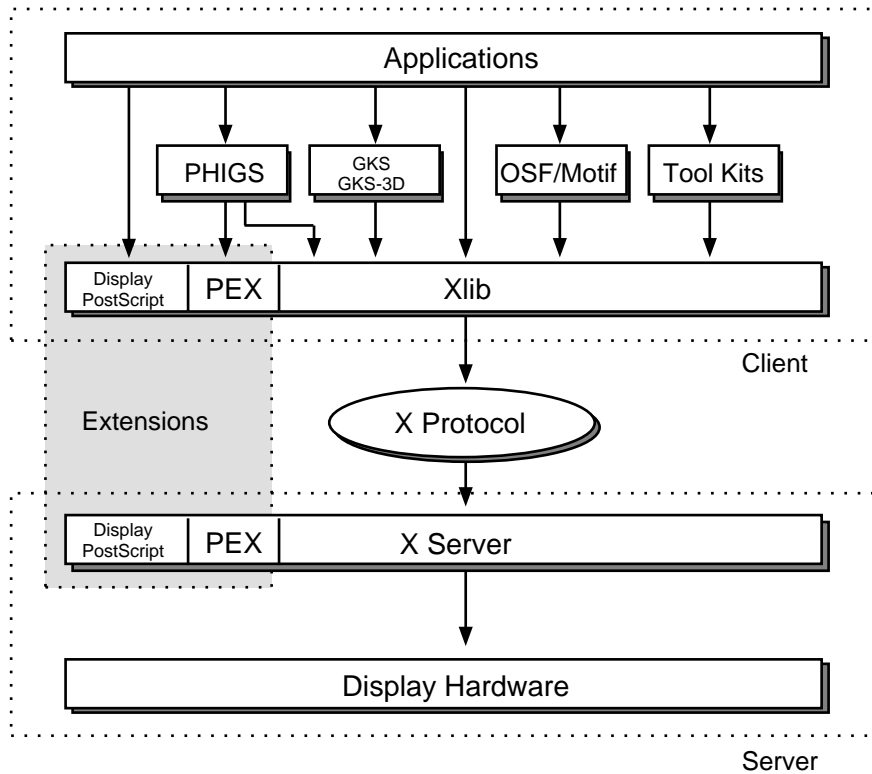 Applications
PHIGS
GKS
GKS-3D
OSF/Motif
Tool Kits
Display
PostScript
PEX
Xlib
Client
Extensions
X Protocol
Display
PostScript
PEX
X Server
Display Hardware
Server